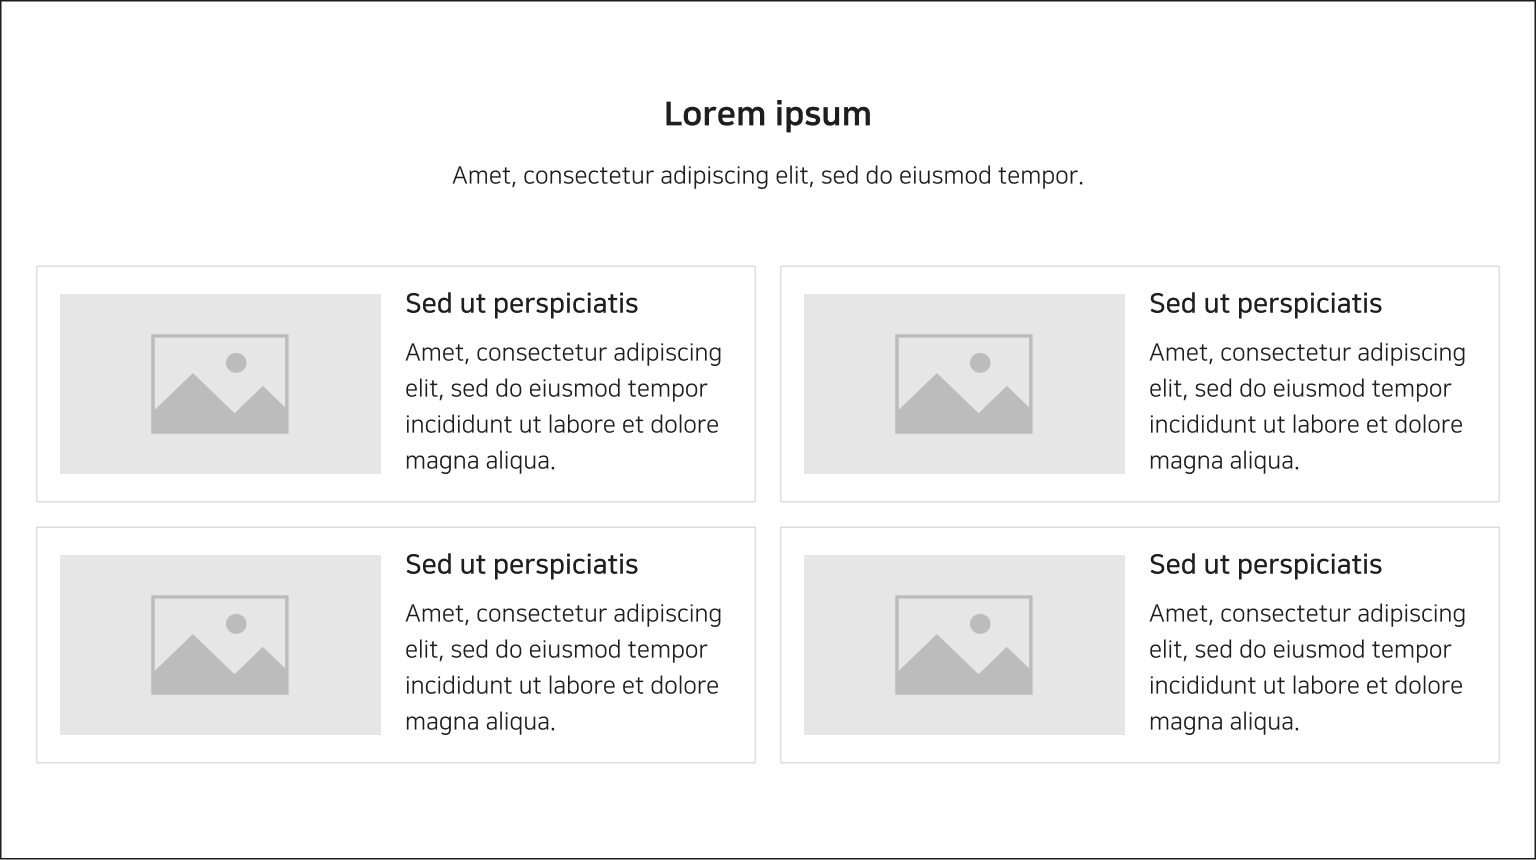 Lorem ipsum
Amet, consectetur adipiscing elit, sed do eiusmod tempor.
Sed ut perspiciatis
Amet, consectetur adipiscing
elit, sed do eiusmod tempor
incididunt ut labore et dolore
magna aliqua.
Sed ut perspiciatis
Amet, consectetur adipiscing
elit, sed do eiusmod tempor
incididunt ut labore et dolore
magna aliqua.
Sed ut perspiciatis
Amet, consectetur adipiscing
elit, sed do eiusmod tempor
incididunt ut labore et dolore
magna aliqua.
Sed ut perspiciatis
Amet, consectetur adipiscing
elit, sed do eiusmod tempor
incididunt ut labore et dolore
magna aliqua.